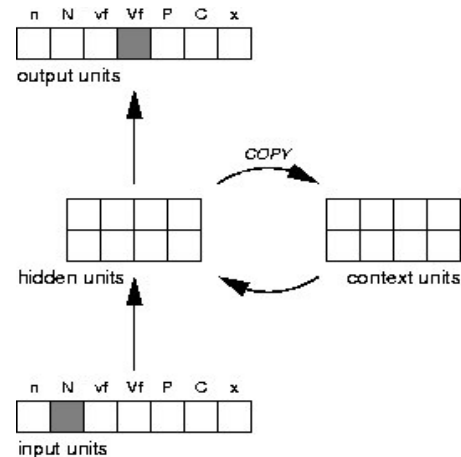 n N vf Vf P C x
output units
COPY
hidden units context units
n N vf Vf P C x
input units